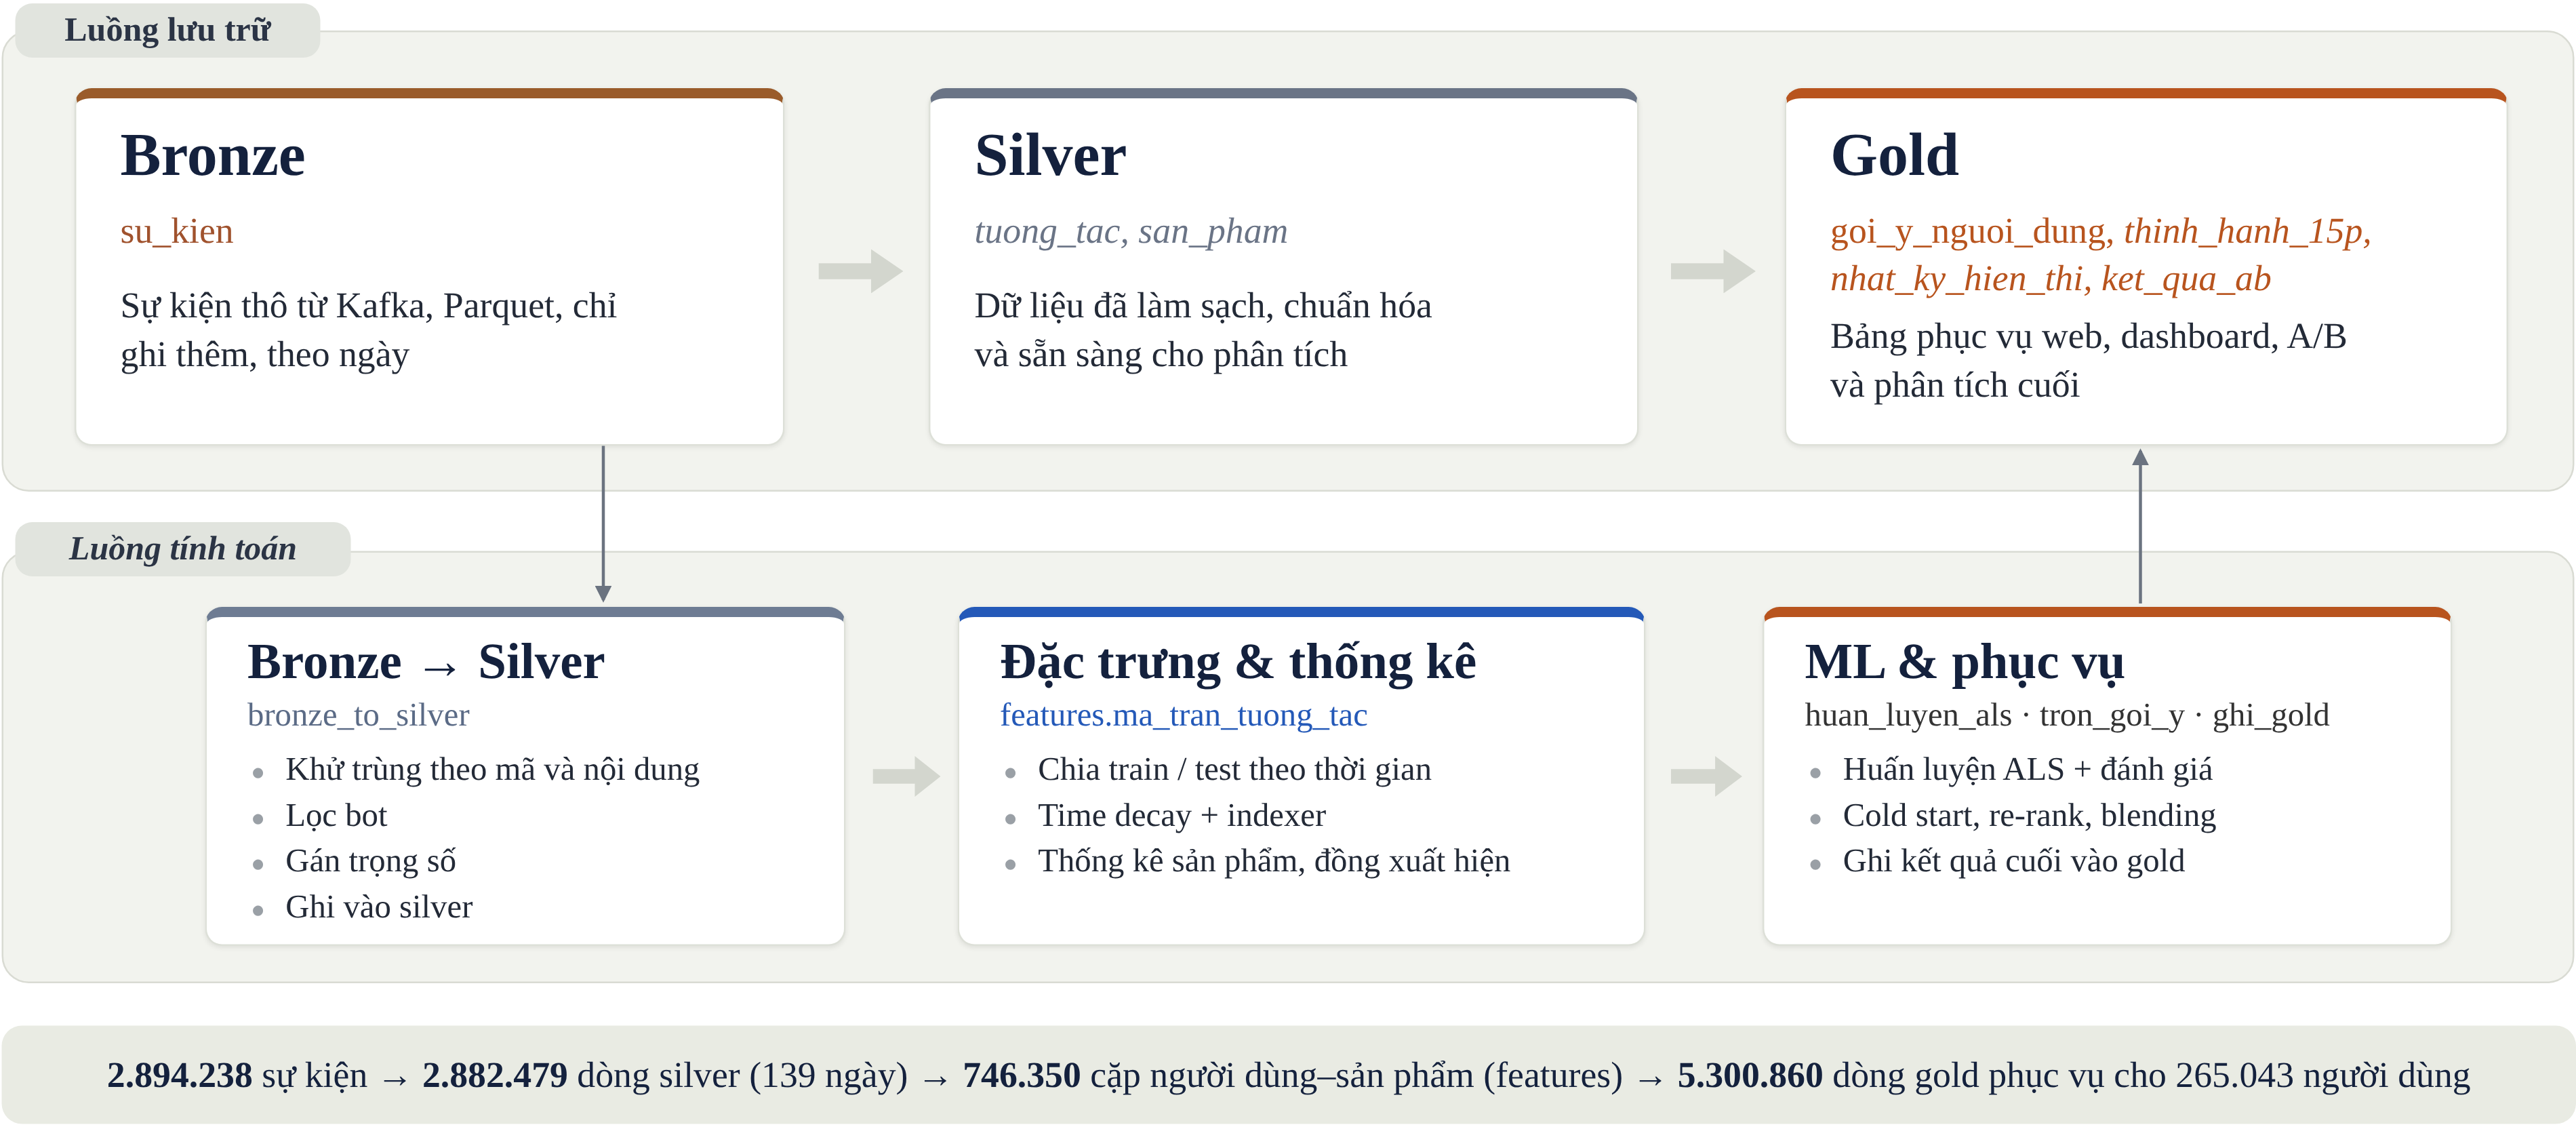 Luồng lưu trữ
Bronze
su_kien
Sự kiện thô từ Kafka, Parquet, chỉ
ghi thêm, theo ngày
Silver
tuong_tac, san_pham
Dữ liệu đã làm sạch, chuẩn hóa
và sẵn sàng cho phân tích
Gold
goi_y_nguoi_dung, thinh_hanh_15p,
nhat_ky_hien_thi, ket_qua_ab
Bảng phục vụ web, dashboard, A/B
và phân tích cuối
Luồng tính toán
Bronze → Silver
bronze_to_silver
• Khử trùng theo mã và nội dung
• Lọc bot
• Gán trọng số
• Ghi vào silver
Đặc trưng & thống kê
features.ma_tran_tuong_tac
• Chia train / test theo thời gian
• Time decay + indexer
• Thống kê sản phẩm, đồng xuất hiện
ML & phục vụ
huan_luyen_als · tron_goi_y · ghi_gold
• Huấn luyện ALS + đánh giá
• Cold start, re-rank, blending
• Ghi kết quả cuối vào gold
2.894.238 sự kiện → 2.882.479 dòng silver (139 ngày) → 746.350 cặp người dùng–sản phẩm (features) → 5.300.860 dòng gold phục vụ cho 265.043 người dùng